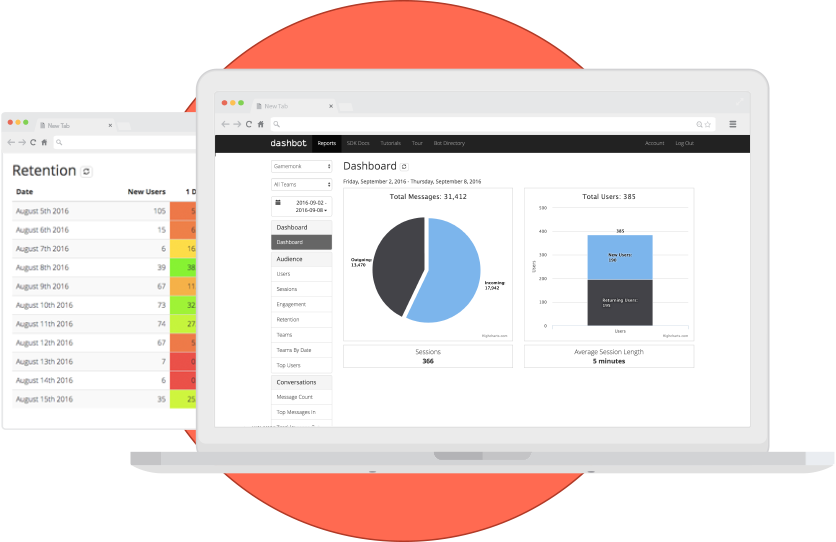 New Tab
Retention
Date New Users 1 D
August 5th 2016 105 5
August 6th 2016 15 6
August 7th 2016 6 16
August 8th 2016 39 38
August 9th 2016 67 11
August 10th 2016 73 32
August 11th 2016 74 27
August 12th 2016 67 5
August 13th 2016 7 0
August 14th 2016 6 0
August 15th 2016 35 25
New Tab
dashbot Reports SDK Docs Tutorials Tour Bot Directory Account Log Out
Gamemonk
All Teams
2016-09-02 -
2016-09-08
Dashboard
Dashboard
Audience
Users
Sessions
Engagement
Retention
Teams
Teams By Date
Top Users
Conversations
Message Count
Top Messages In
Dashboard
Friday, September 2, 2016 - Thursday, September 8, 2016
Total Messages: 31,412
Outgoing:
13,470
Incoming:
17,942
Highcharts.com
Sessions
366
Total Users: 385
500
400
300
200
100
0
Users
385
New Users:
190
Returning Users:
195
Users
Highcharts.com
Average Session Length
5 minutes